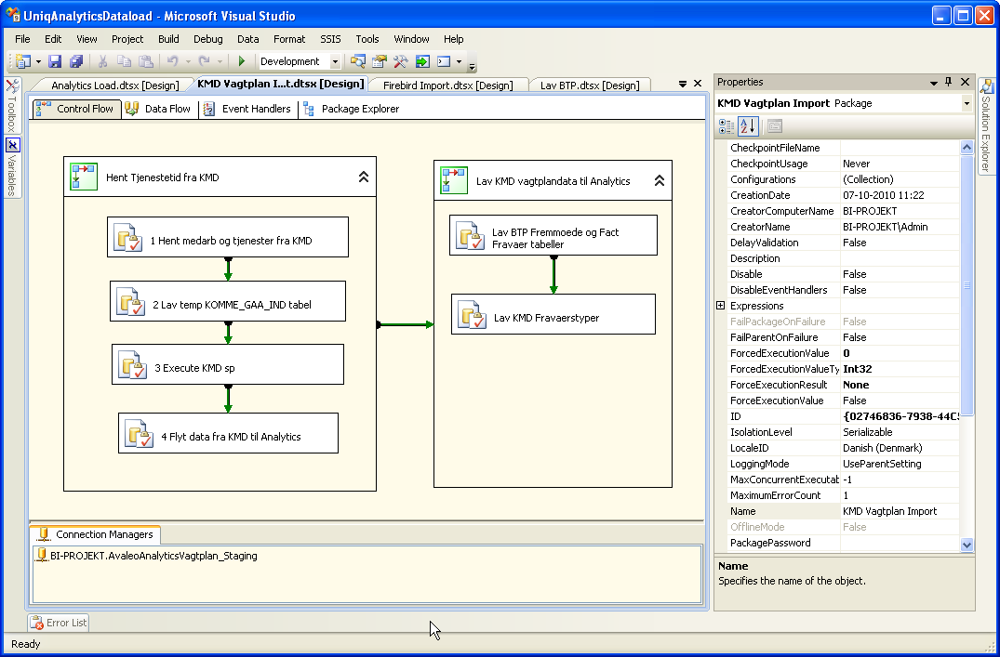 UniqAnalyticsDataload - Microsoft Visual Studio
File Edit View Project Build Debug Data Format SSIS Tools Window Help
Development
Analytics Load.dtsx [Design] KMD Vagtplan I...t.dtsx [Design] Firebird Import.dtsx [Design] Lav BTP.dtsx [Design]
Control Flow Data Flow Event Handlers Package Explorer
Toolbox
Variables
Hent Tjenestetid fra KMD
1 Hent medarb og tjenester fra KMD
2 Lav temp KOMME_GAA_IND tabel
3 Execute KMD sp
4 Flyt data fra KMD til Analytics
Lav KMD vagtplandata til Analytics
Lav BTP Fremmoede og Fact
Fravaer tabeller
Lav KMD Fravaerstyper
Connection Managers
BI-PROJEKT.AvaleoAnalyticsVagtplan_Staging
Properties
KMD Vagtplan Import Package
CheckpointFileName
CheckpointUsage Never
Configurations (Collection)
CreationDate 07-10-2010 11:22
CreatorComputerName BI-PROJEKT
CreatorName BI-PROJEKT\Admin
DelayValidation False
Description
Disable False
DisableEventHandlers False
Expressions
FailPackageOnFailure False
FailParentOnFailure False
ForcedExecutionValue 0
ForcedExecutionValueTy Int32
ForceExecutionResult None
ForceExecutionValue False
ID {02746836-7938-44C5
IsolationLevel Serializable
LocaleID Danish (Denmark)
LoggingMode UseParentSetting
MaxConcurrentExecutab -1
MaximumErrorCount 1
Name KMD Vagtplan Import
OfflineMode False
PackagePassword
Name
Specifies the name of the object.
Solution Explorer
Error List
Ready